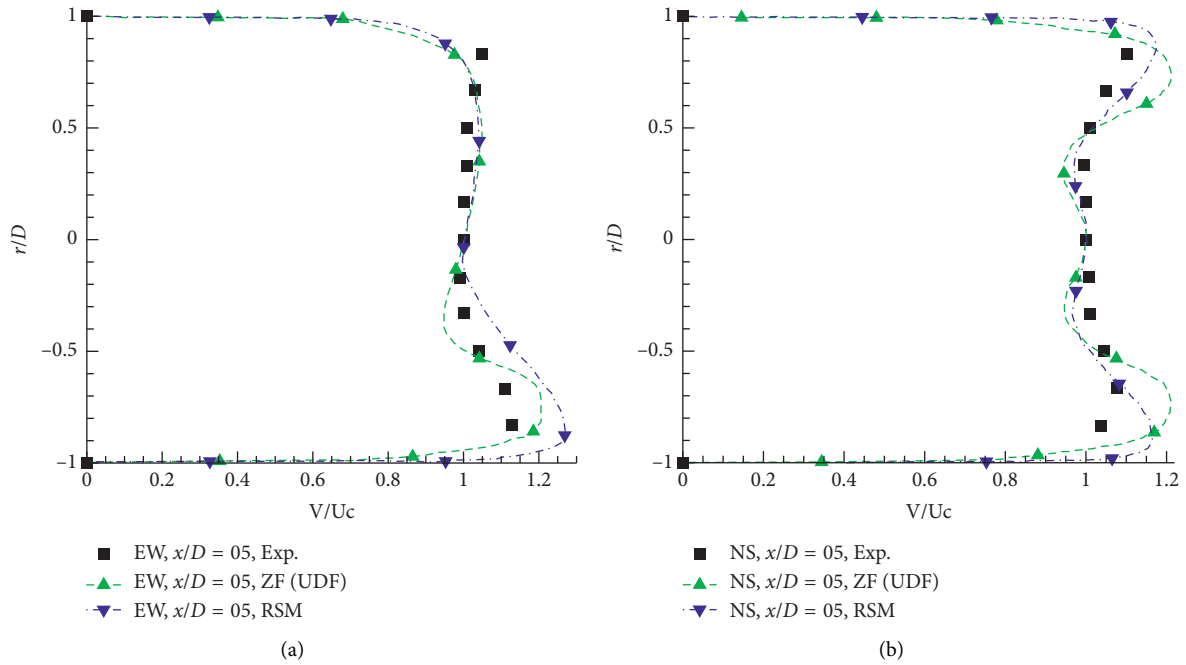 1
0.5
0
−0.5
−1
r/D
0
0.2
0.4
0.6
0.8
1
1.2
V/Uc
EW, x/D = 05, Exp.
EW, x/D = 05, ZF (UDF)
EW, x/D = 05, RSM
(a)
1
0.5
0
−0.5
−1
r/D
0
0.2
0.4
0.6
0.8
1
1.2
V/Uc
NS, x/D = 05, Exp.
NS, x/D = 05, ZF (UDF)
NS, x/D = 05, RSM
(b)